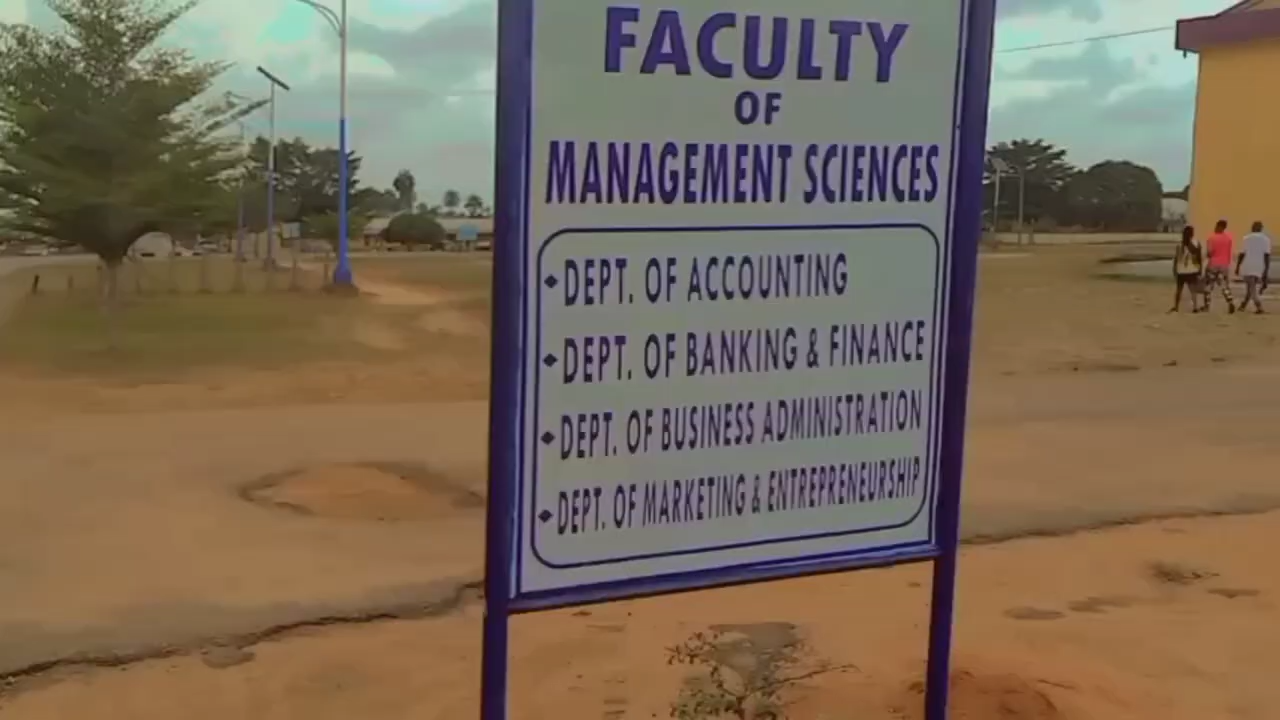 FACULTY
OF
MANAGEMENT SCIENCES
DEPT. OF ACCOUNTING
DEPT. OF BANKING & FINANCE
DEPT. OF BUSINESS ADMINISTRATION
DEPT. OF MARKETING & ENTREPRENEURSHIP